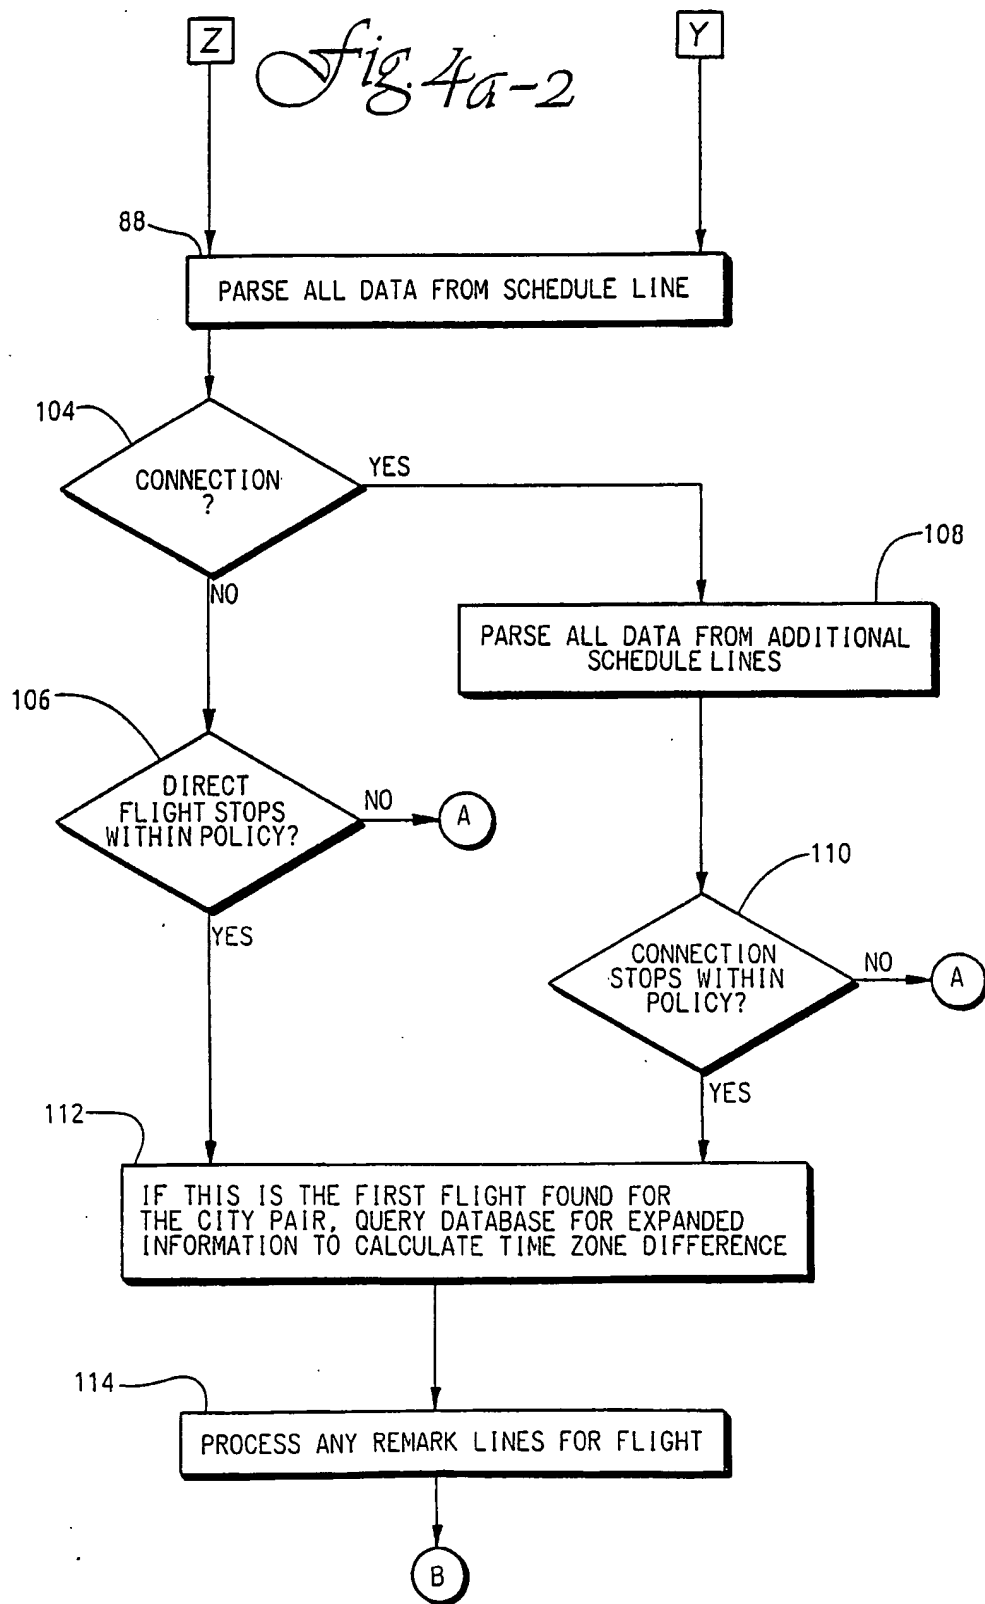 Z
Fig. 4a-2
Y
88
PARSE ALL DATA FROM SCHEDULE LINE
104
CONNECTION
?
YES
NO
108
PARSE ALL DATA FROM ADDITIONAL
SCHEDULE LINES
106
DIRECT
FLIGHT STOPS
WITHIN POLICY?
NO
A
YES
110
CONNECTION
STOPS WITHIN
POLICY?
NO
A
YES
112
IF THIS IS THE FIRST FLIGHT FOUND FOR
THE CITY PAIR, QUERY DATABASE FOR EXPANDED
INFORMATION TO CALCULATE TIME ZONE DIFFERENCE
114
PROCESS ANY REMARK LINES FOR FLIGHT
B